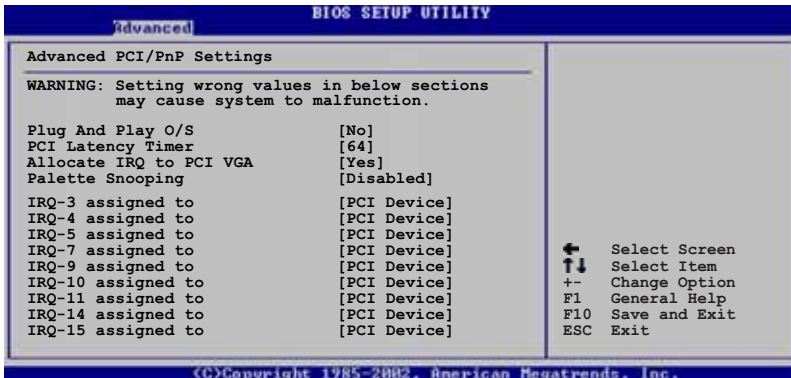 BIOS SETUP UTILITY
Advanced
Advanced PCI/PnP Settings
WARNING: Setting wrong values in below sections
may cause system to malfunction.
Plug And Play O/S [No]
PCI Latency Timer [64]
Allocate IRQ to PCI VGA [Yes]
Palette Snooping [Disabled]
IRQ-3 assigned to [PCI Device]
IRQ-4 assigned to [PCI Device]
IRQ-5 assigned to [PCI Device]
IRQ-7 assigned to [PCI Device]
IRQ-9 assigned to [PCI Device]
IRQ-10 assigned to [PCI Device]
IRQ-11 assigned to [PCI Device]
IRQ-14 assigned to [PCI Device]
IRQ-15 assigned to [PCI Device]
← Select Screen
↑↓ Select Item
+- Change Option
F1 General Help
F10 Save and Exit
ESC Exit
(C)Copyright 1985-2002, American Megatrends, Inc.